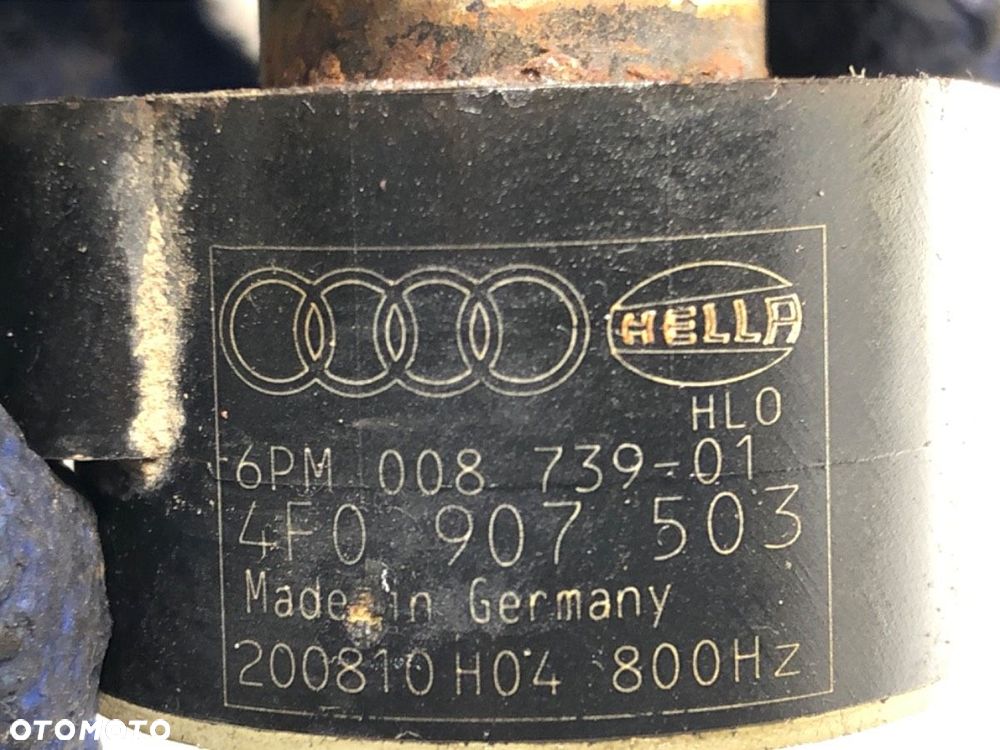 HELLA
HLO
6PM 008 739-01
4F0 907 503
Made in Germany
200810 H04 800Hz
OTOMOTO